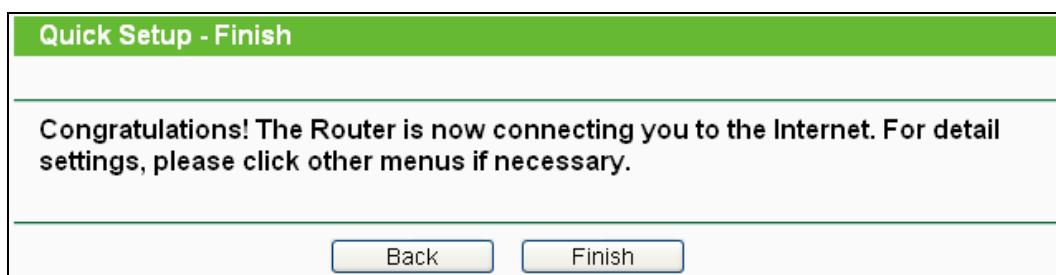 Quick Setup - Finish
Congratulations! The Router is now connecting you to the Internet. For detail
settings, please click other menus if necessary.
Back Finish